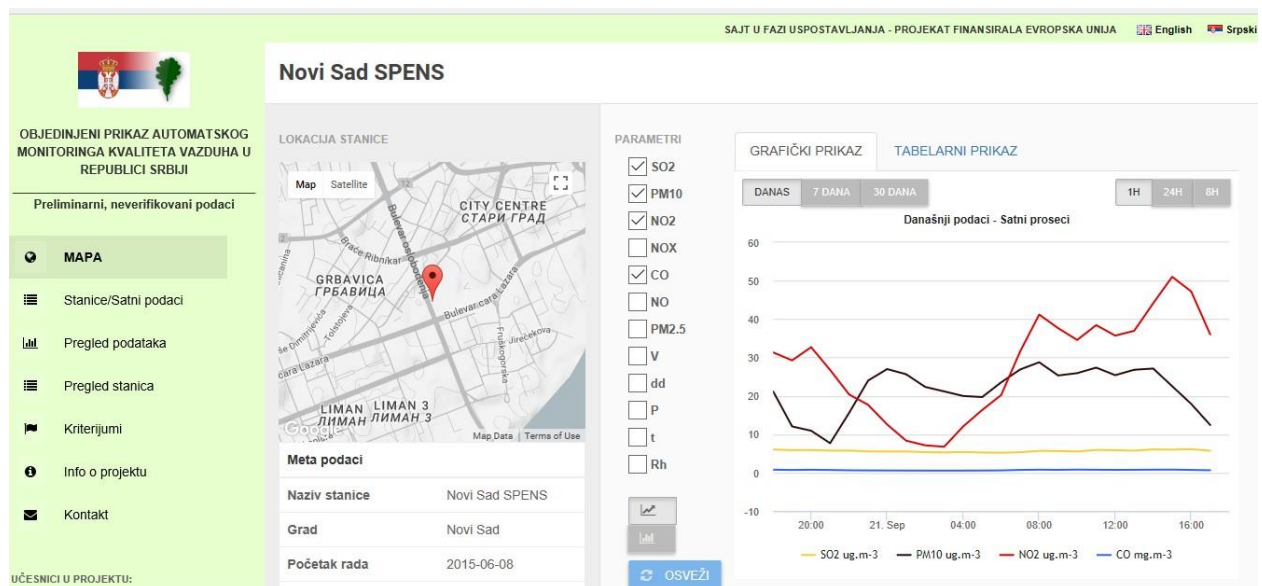 SAJT U FAZI USPOSTAVLJANJA - PROJEKAT FINANSIRALA EVROPSKA UNIJA
English
Srpski
OBJEDINJENI PRIKAZ AUTOMATSKOG
MONITORINGA KVALITETA VAZDUHA U
REPUBLICI SRBIJI
Preliminarni, neverifikovani podaci
MAPA
Stanice/Satni podaci
Pregled podataka
Pregled stanica
Kriterijumi
Info o projektu
Kontakt
UČESNICI U PROJEKTU:
Novi Sad SPENS
LOKACIJA STANICE
Map
Satellite
12
CITY CENTRE
СТАРИ ГРАД
Bulevar oslobođenja
Braće Ribnikar
GRBAVICA
ГРБАВИЦА
Bulevar cara Lazara
Tolstojeva
Fruškogorska
Jirečekova
cara Lazara
LIMAN
LIMAN 3
ЛИМАН
ЛИМАН 3
Google
Map Data
Terms of Use
Meta podaci
Naziv stanice Novi Sad SPENS
Grad Novi Sad
Početak rada 2015-06-08
PARAMETRI
SO2
PM10
NO2
NOX
CO
NO
PM2.5
V
dd
P
t
Rh
OSVEŽI
GRAFIČKI PRIKAZ
TABELARNI PRIKAZ
DANAS 7 DANA 30 DANA
1H 24H 8H
Današnji podaci - Satni proseci
60
50
40
30
20
10
0
-10
20:00 21. Sep 04:00 08:00 12:00 16:00
SO2 ug.m-3 PM10 ug.m-3 NO2 ug.m-3 CO mg.m-3